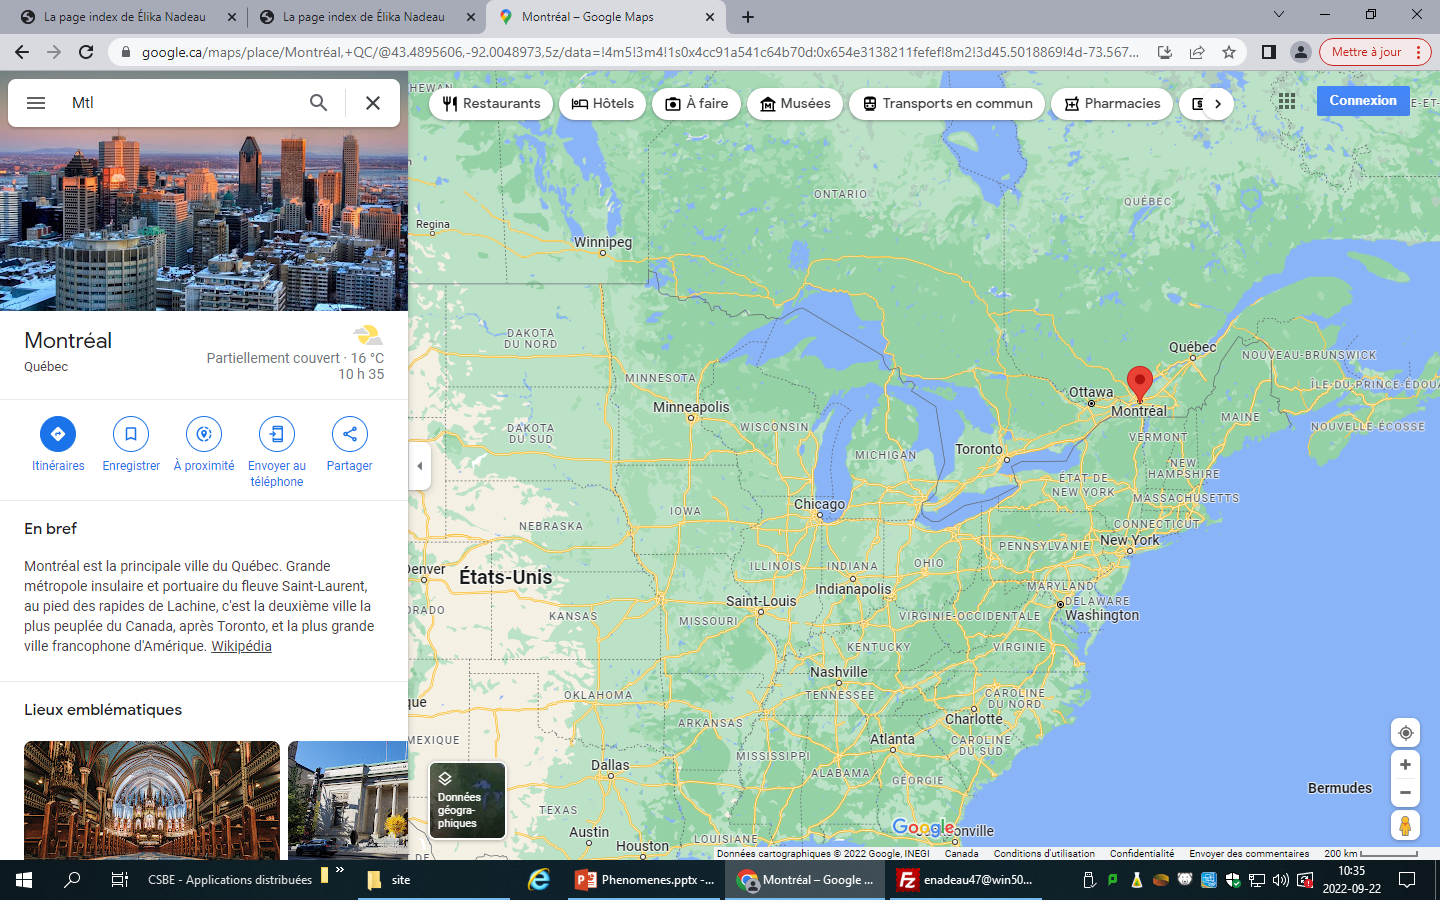 La page index de Élika Nadeau
La page index de Élika Nadeau
Montréal – Google Maps
google.ca/maps/place/Montréal,+QC/@43.4895606,-92.0048973,5z/data=!4m5!3m4!1s0x4cc91a541c64b70d:0x654e3138211fefef!8m2!3d45.5018869!4d-73.567...
Mettre à jour
Mtl
Restaurants
Hôtels
À faire
Musées
Transports en commun
Pharmacies
Connexion
Montréal
Québec
Partiellement couvert · 16 °C
10 h 35
Itinéraires
Enregistrer
À proximité
Envoyer au
téléphone
Partager
En bref
Montréal est la principale ville du Québec. Grande
métropole insulaire et portuaire du fleuve Saint-Laurent,
au pied des rapides de Lachine, c'est la deuxième ville la
plus peuplée du Canada, après Toronto, et la plus grande
ville francophone d'Amérique. Wikipédia
Lieux emblématiques
ONTARIO
QUÉBEC
Regina
Winnipeg
DAKOTA
DU NORD
Québec
NOUVEAU-BRUNSWICK
MINNESOTA
Ottawa
ÎLE-DU-PRINCE-ÉDOUA
Minneapolis
Montréal
MAINE
DAKOTA
DU SUD
WISCONSIN
NOUVELLE-ÉCOSSE
VERMONT
Toronto
MICHIGAN
NEW
HAMPSHIRE
ÉTAT DE
NEW YORK
MASSACHUSETTS
Chicago
IOWA
NEBRASKA
CONNECTICUT
New York
PENNSYLVANIE
ILLINOIS
INDIANA
OHIO
Denver
États-Unis
Indianapolis
MARYLAND
DELAWARE
Saint-Louis
ORADO
KANSAS
MISSOURI
VIRGINIE-OCCIDENTALE
Washington
KENTUCKY
VIRGINIE
Nashville
TENNESSEE
OKLAHOMA
CAROLINE
DU NORD
que
ARKANSAS
Charlotte
MEXIQUE
Atlanta
CAROLINE
DU SUD
MISSISSIPPI
Dallas
ALABAMA
GÉORGIE
Bermudes
Données
géogra-
phiques
TEXAS
Austin
LOUISIANE
Google
onville
Houston
Données cartographiques © 2022 Google, INEGI
Canada
Conditions d'utilisation
Confidentialité
Envoyer des commentaires
200 km
CSBE - Applications distribuées
site
Phenomenes.pptx -...
Montréal – Google ...
enadeau47@win50...
10:35
2022-09-22